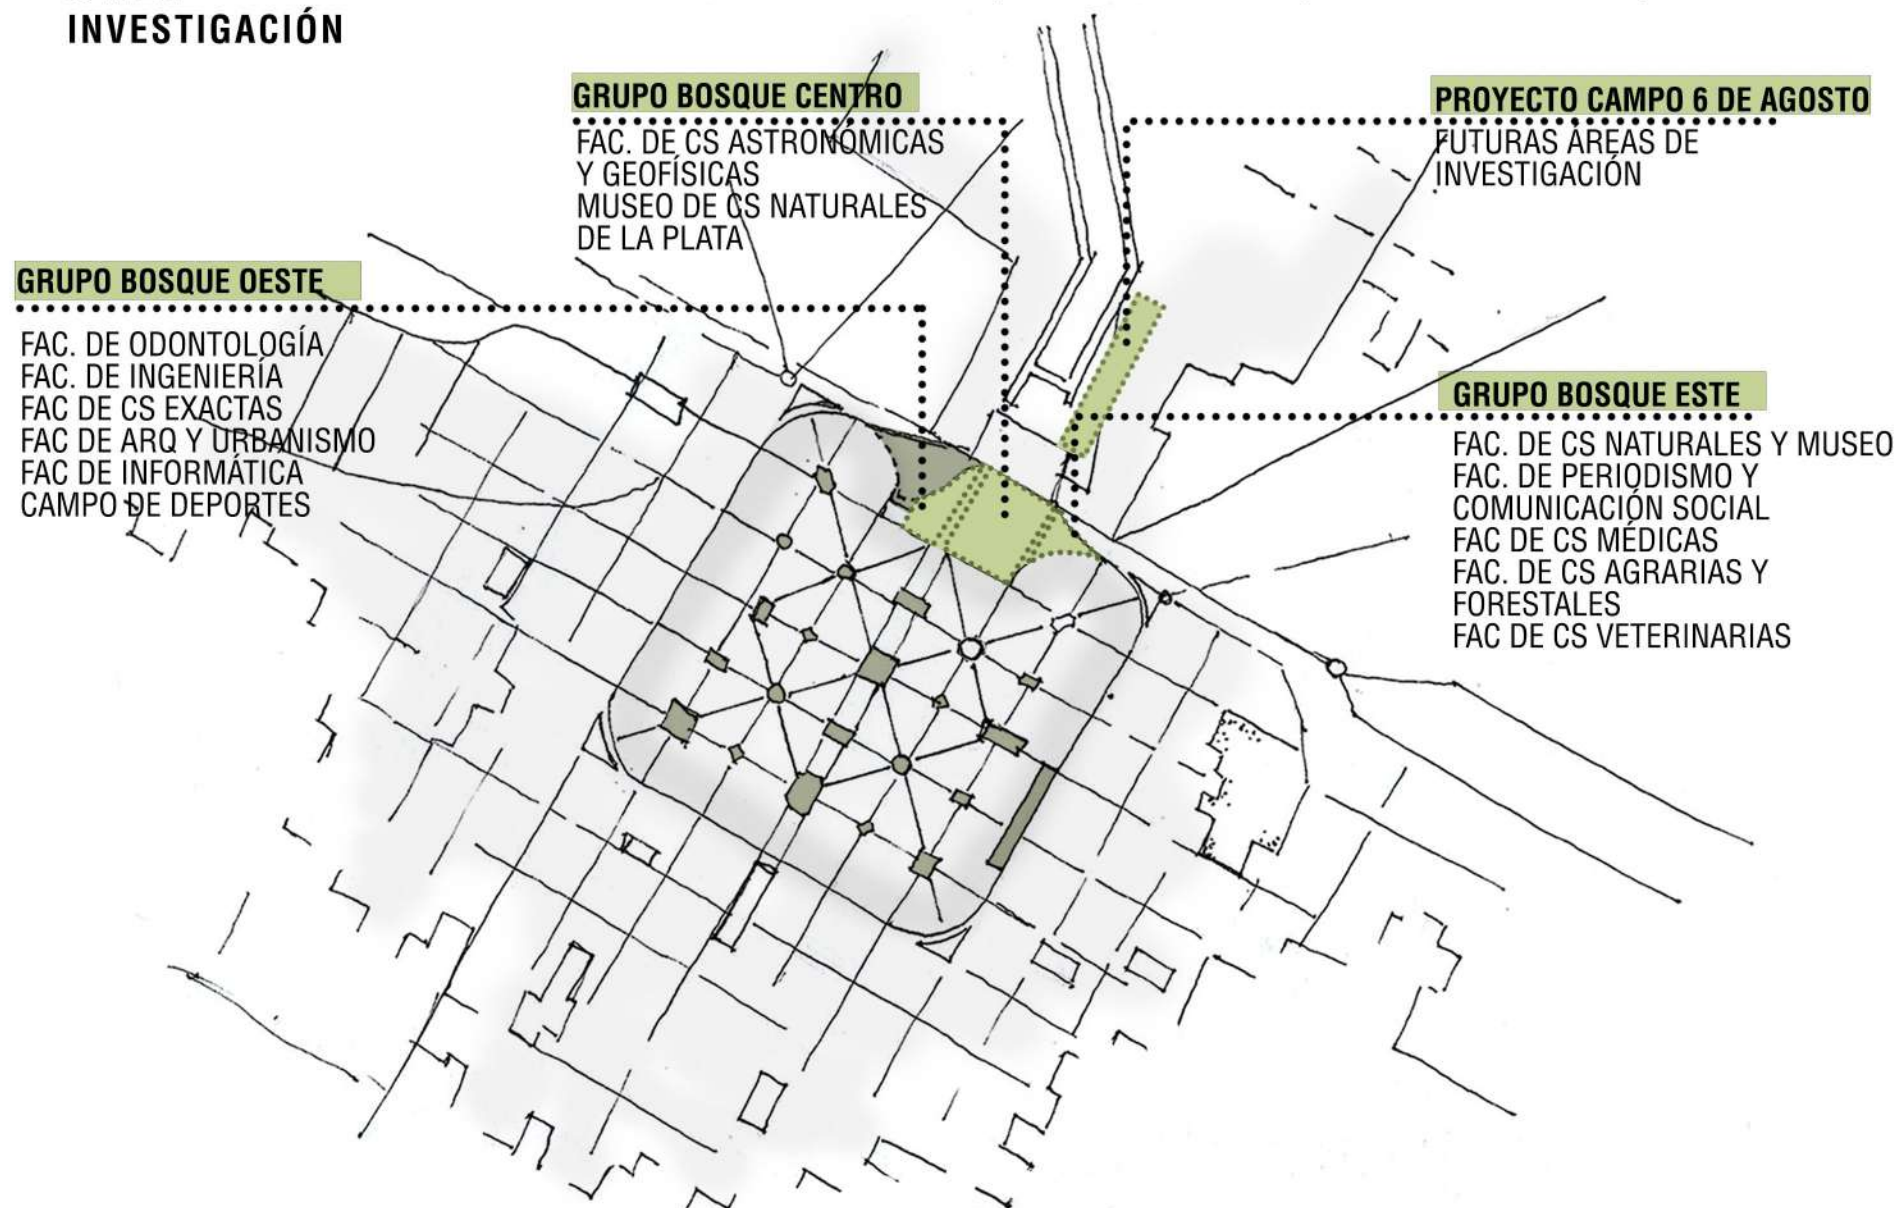 INVESTIGACIÓN
GRUPO BOSQUE CENTRO
FAC. DE CS ASTRONÓMICAS
Y GEOFÍSICAS
MUSEO DE CS NATURALES
DE LA PLATA
PROYECTO CAMPO 6 DE AGOSTO
FUTURAS ÁREAS DE
INVESTIGACIÓN
GRUPO BOSQUE OESTE
FAC. DE ODONTOLOGÍA
FAC. DE INGENIERÍA
FAC DE CS EXACTAS
FAC DE ARQ Y URBANISMO
FAC DE INFORMÁTICA
CAMPO DE DEPORTES
GRUPO BOSQUE ESTE
FAC. DE CS NATURALES Y MUSEO
FAC. DE PERIODISMO Y
COMUNICACIÓN SOCIAL
FAC DE CS MÉDICAS
FAC. DE CS AGRARIAS Y
FORESTALES
FAC DE CS VETERINARIAS